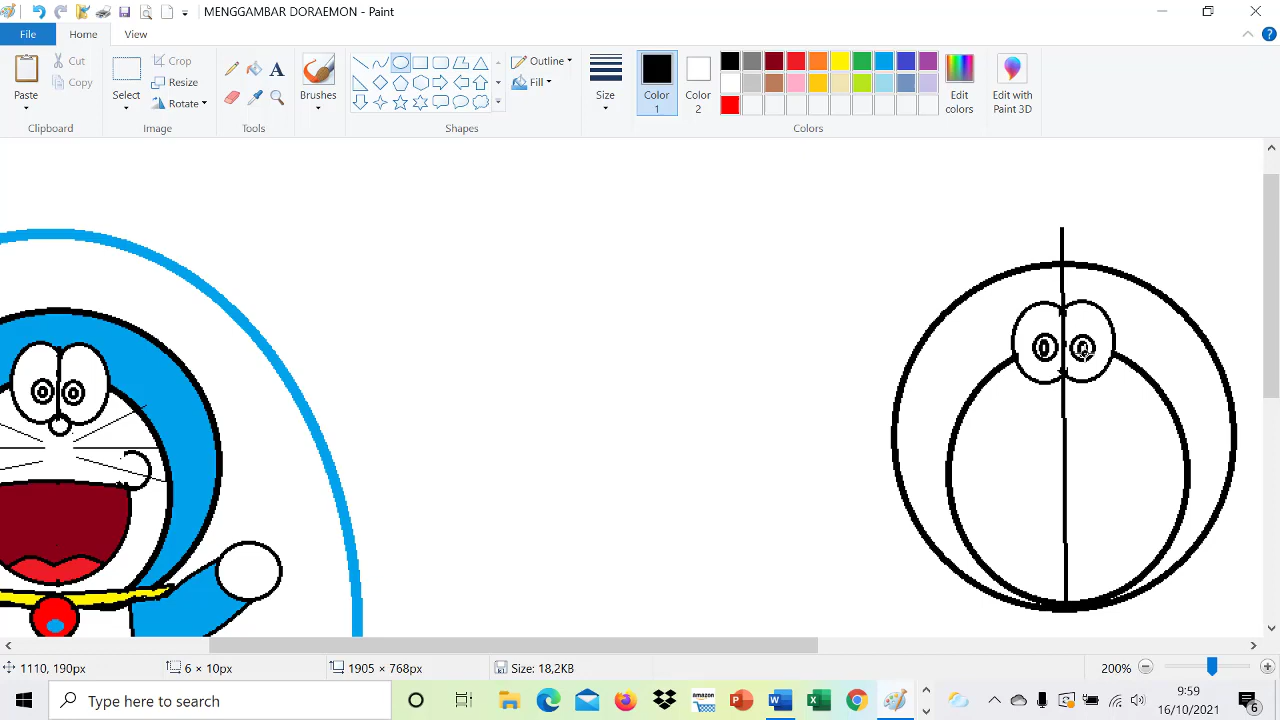 MENGGAMBAR DORAEMON - Paint
File Home View
Paste
Cut
Copy
Clipboard
Select
Crop
Resize
Rotate
Image
A
Tools
Brushes
Outline
Fill
Shapes
Size
Color 1
Color 2
Colors
Edit colors
Edit with Paint 3D
1110, 190px
6 × 10px
1905 × 768px
Size: 18.2KB
200%
Type here to search
amazon
9:59
16/10/2021
6